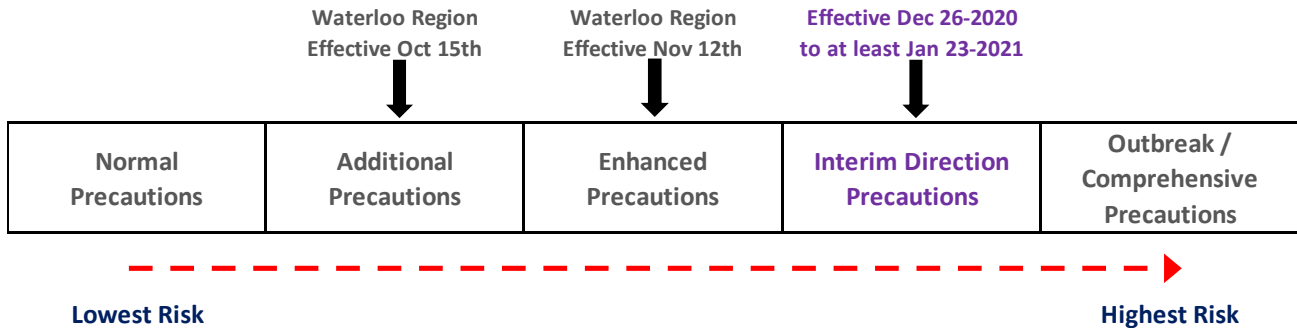 Waterloo Region
Effective Oct 15th
Waterloo Region
Effective Nov 12th
Effective Dec 26-2020
to at least Jan 23-2021
Normal
Precautions
Additional
Precautions
Enhanced
Precautions
Interim Direction
Precautions
Outbreak /
Comprehensive
Precautions
Lowest Risk
Highest Risk